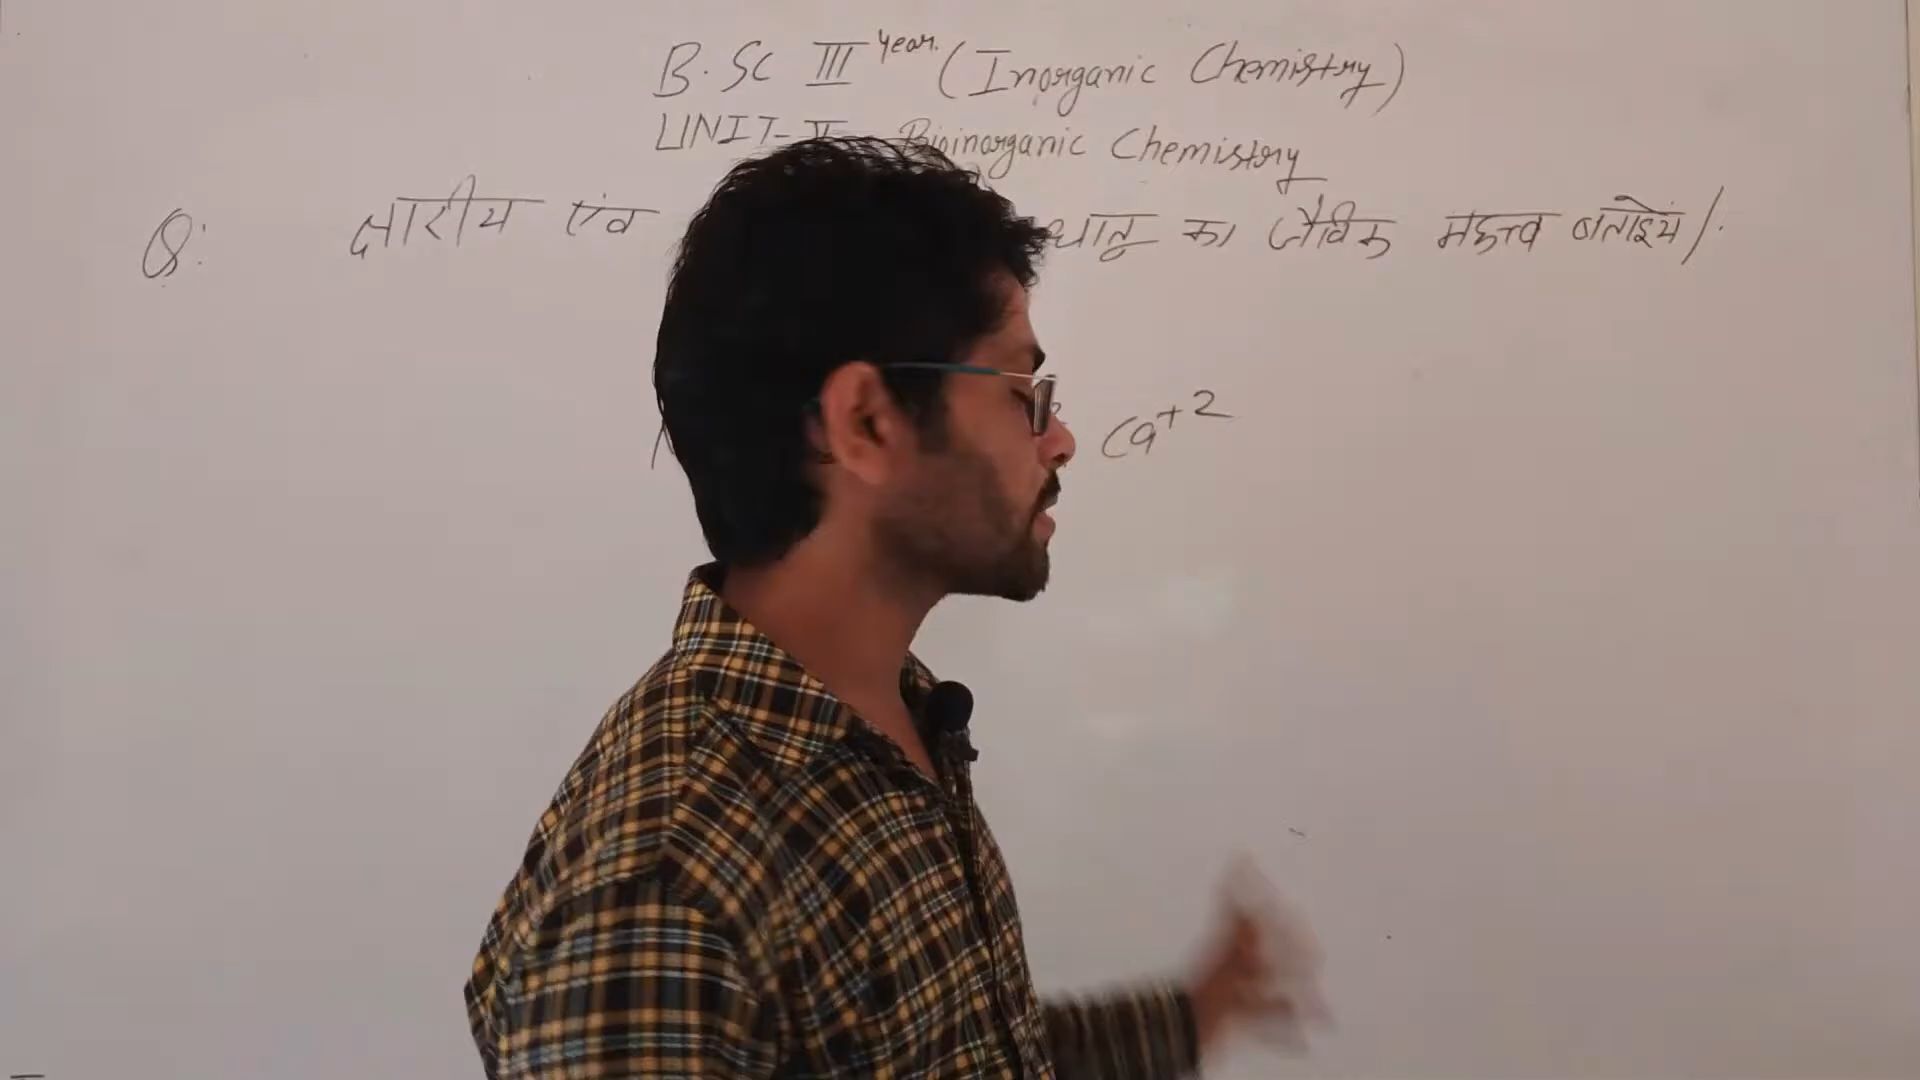 B.Sc III Year. (Inorganic Chemistry)
UNIT- Bioinorganic Chemistry
Q: क्षारीय एंव धातु का जैविक महत्व बताइयें।
Ca+2